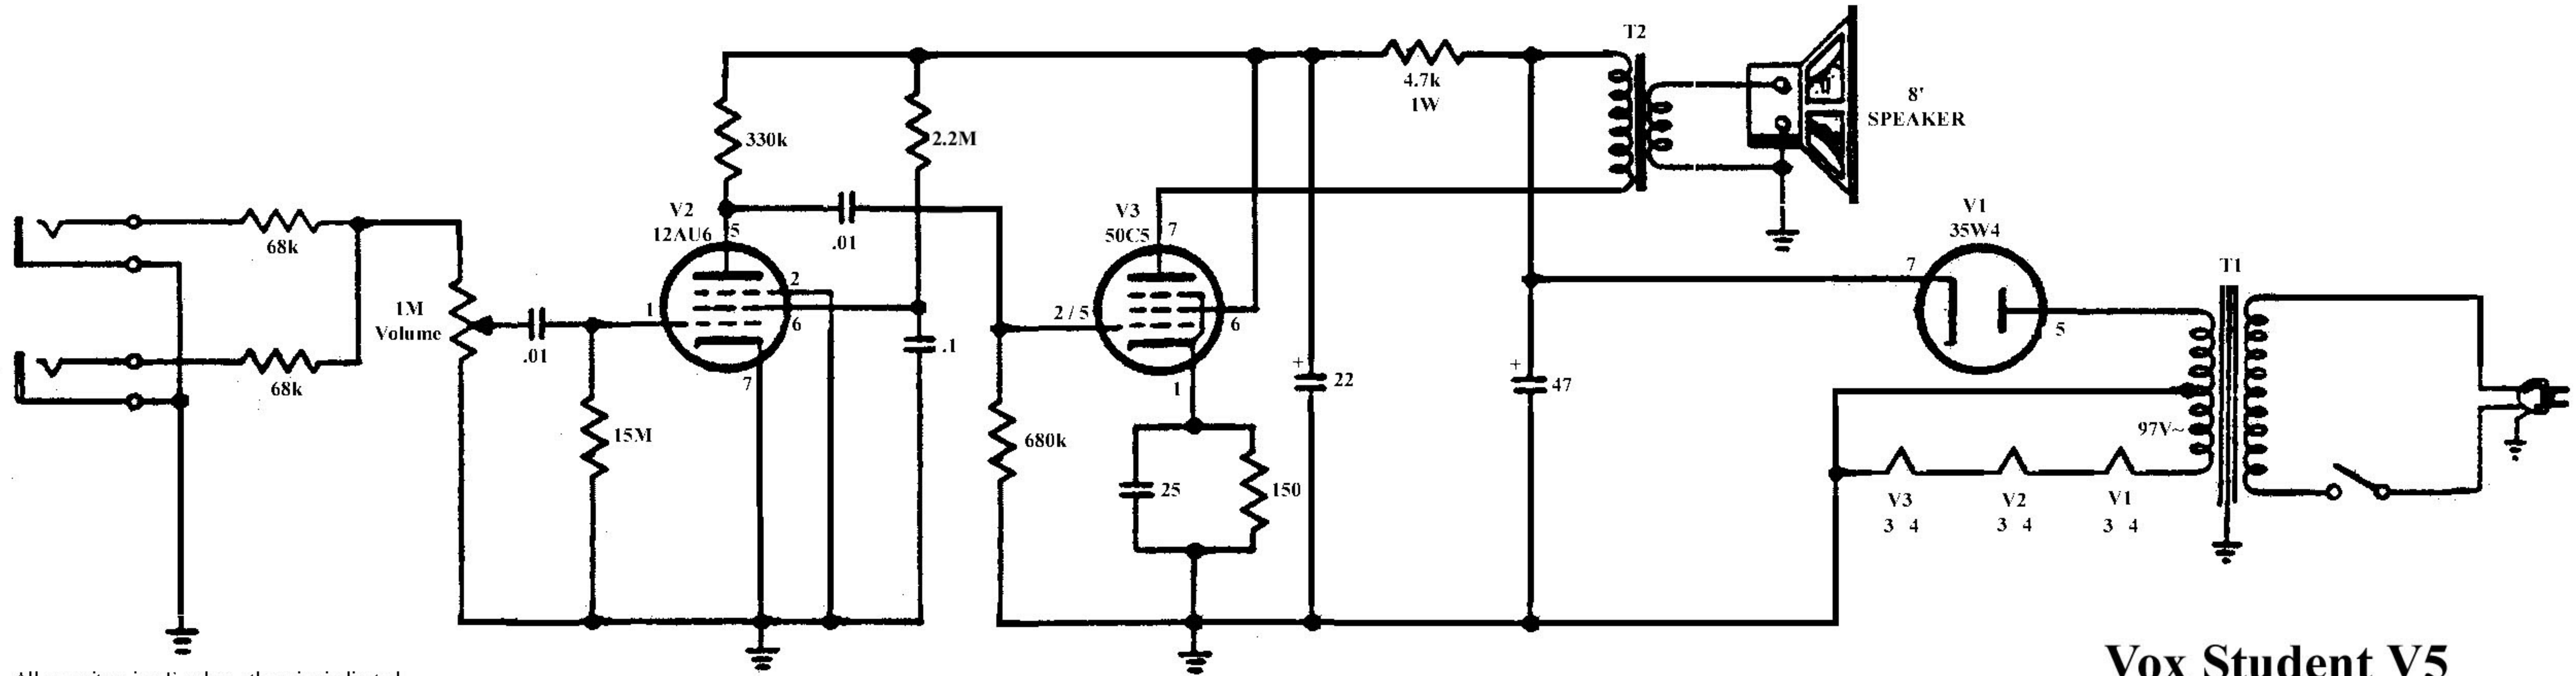 T2
4.7k
1W
8'
SPEAKER
330k
2.2M
V2
12AU6
5
.01
V3
50C5
7
V1
35W4
7
5
T1
68k
68k
1M
Volume
.01
1
2
6
7
.1
15M
2 / 5
6
1
680k
25
150
+
22
+
47
97V~
V3
3 4
V2
3 4
V1
3 4
Vox Student V5